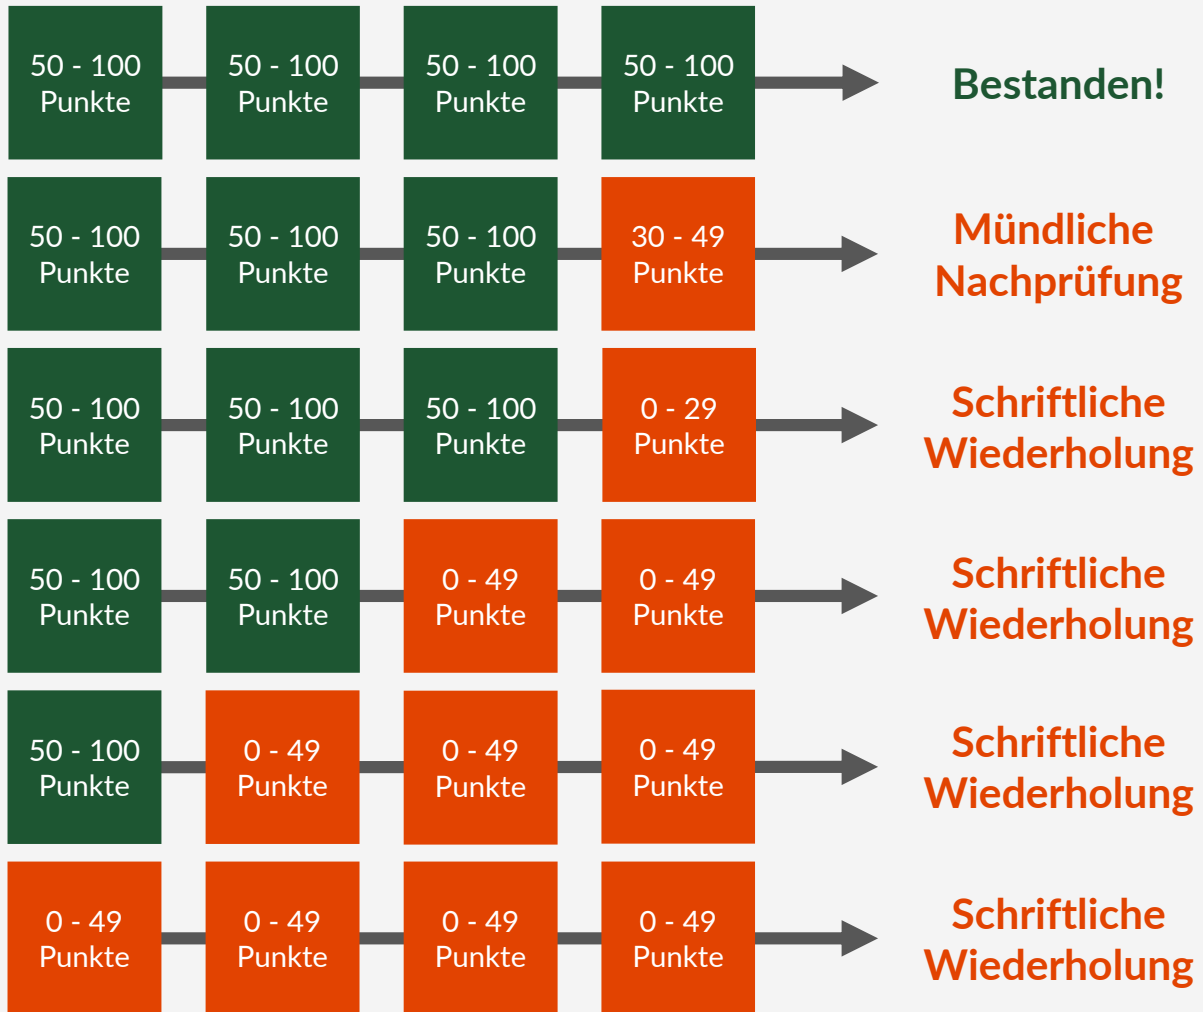 50 - 100
Punkte
50 - 100
Punkte
50 - 100
Punkte
50 - 100
Punkte
Bestanden!
50 - 100
Punkte
50 - 100
Punkte
50 - 100
Punkte
30 - 49
Punkte
Mündliche
Nachprüfung
50 - 100
Punkte
50 - 100
Punkte
50 - 100
Punkte
0 - 29
Punkte
Schriftliche
Wiederholung
50 - 100
Punkte
50 - 100
Punkte
0 - 49
Punkte
0 - 49
Punkte
Schriftliche
Wiederholung
50 - 100
Punkte
0 - 49
Punkte
0 - 49
Punkte
0 - 49
Punkte
Schriftliche
Wiederholung
0 - 49
Punkte
0 - 49
Punkte
0 - 49
Punkte
0 - 49
Punkte
Schriftliche
Wiederholung